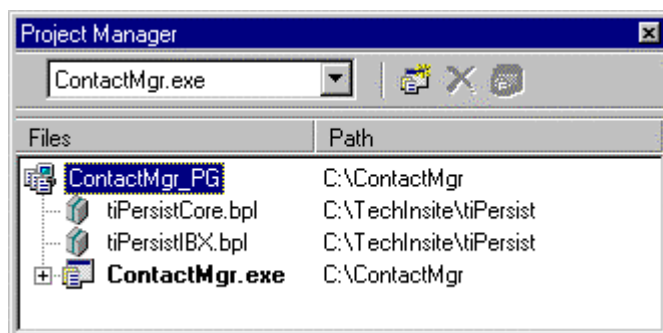 Project Manager
ContactMgr.exe
Files Path
ContactMgr_PG C:\ContactMgr
tiPersistCore.bpl C:\TechInsite\tiPersist
tiPersistIBX.bpl C:\TechInsite\tiPersist
ContactMgr.exe C:\ContactMgr